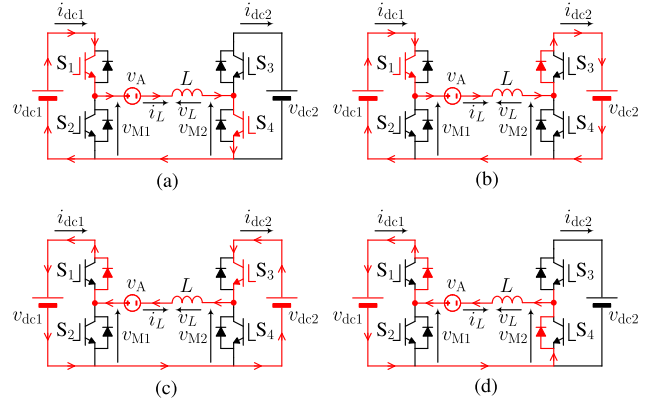 i_dc1 i_dc1 i_dc2
S_1 v_A L S_3 S_1 v_A L S_3
v_dc1 v_dc2 v_dc1 v_dc2
S_2 v_M1 i_L v_L v_M2 S_4 S_2 v_M1 i_L v_L v_M2 S_4
(a) (b)
i_dc1 i_dc2 i_dc1 i_dc2
S_1 v_A L S_3 S_1 v_A L S_3
v_dc1 v_dc2 v_dc1 v_dc2
S_2 v_M1 i_L v_L v_M2 S_4 S_2 v_M1 i_L v_L v_M2 S_4
(c) (d)